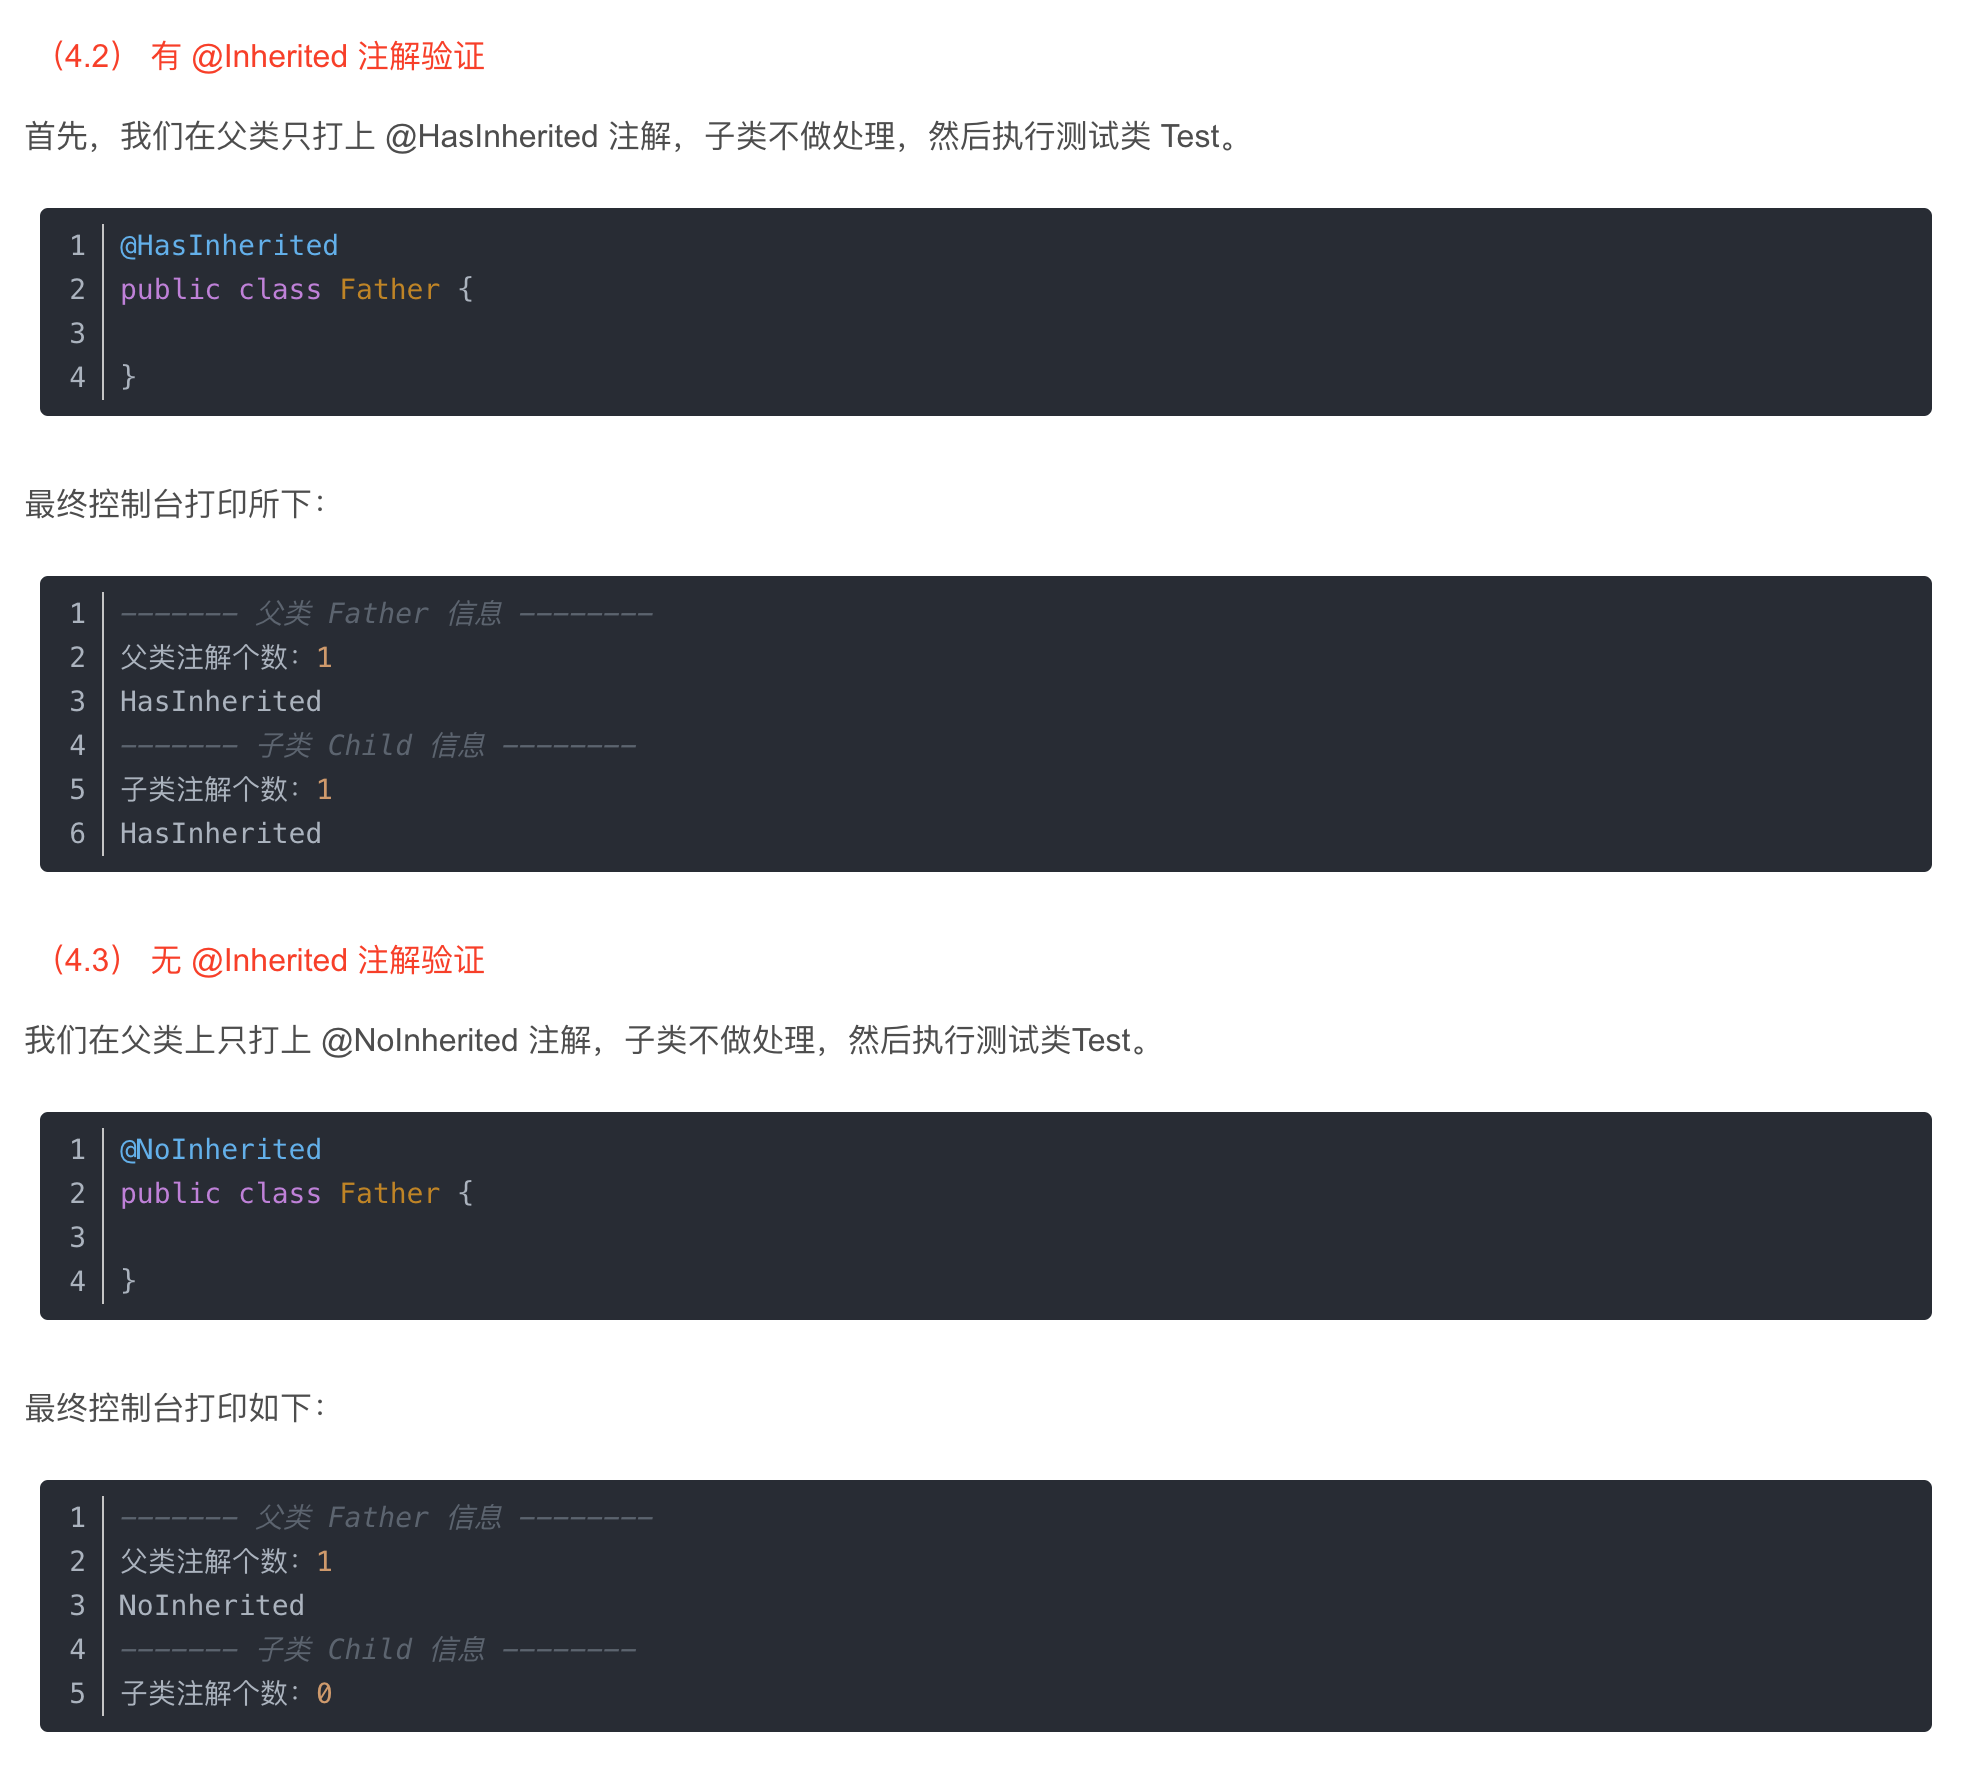 （4.2） 有 @Inherited 注解验证
首先，我们在父类只打上 @HasInherited 注解，子类不做处理，然后执行测试类 Test。
1 @HasInherited
2 public class Father {
3
4 }
最终控制台打印所下：
1 ------- 父类 Father 信息 --------
2 父类注解个数：1
3 HasInherited
4 ------- 子类 Child 信息 --------
5 子类注解个数：1
6 HasInherited
（4.3） 无 @Inherited 注解验证
我们在父类上只打上 @NoInherited 注解，子类不做处理，然后执行测试类Test。
1 @NoInherited
2 public class Father {
3
4 }
最终控制台打印如下：
1 ------- 父类 Father 信息 --------
2 父类注解个数：1
3 NoInherited
4 ------- 子类 Child 信息 --------
5 子类注解个数：0